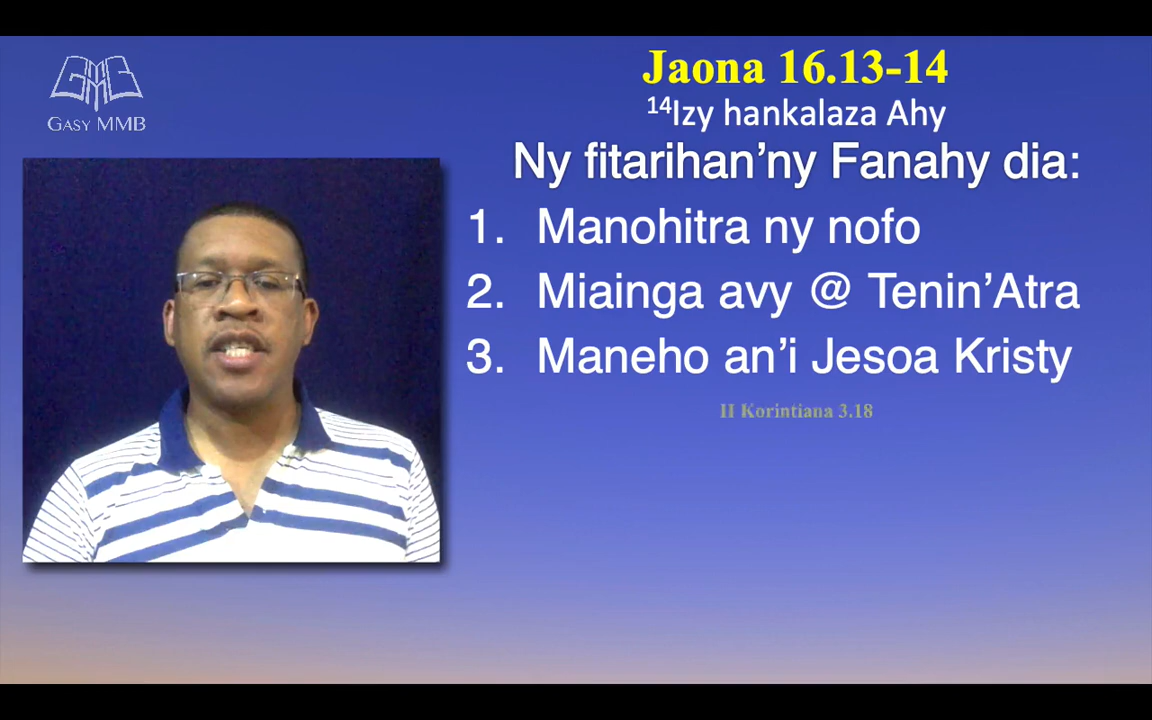 GMG
GASY MMB
Jaona 16.13-14
¹⁴Izy hankalaza Ahy
Ny fitarihan’ny Fanahy dia:
1. Manohitra ny nofo
2. Miainga avy @ Tenin’Atra
3. Maneho an’i Jesoa Kristy
II Korintiana 3.18